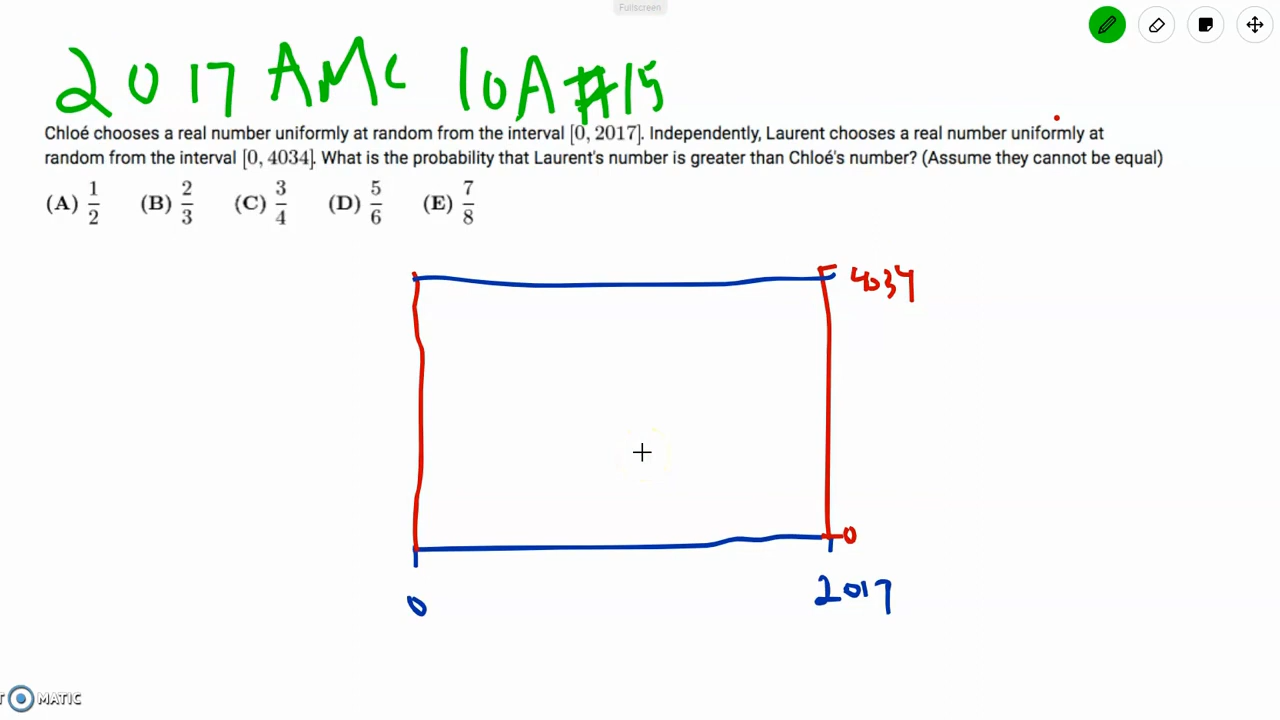 Fullscreen
2017 AMC 10A #15
Chloé chooses a real number uniformly at random from the interval [0, 2017]. Independently, Laurent chooses a real number uniformly at
random from the interval [0, 4034]. What is the probability that Laurent's number is greater than Chloé's number? (Assume they cannot be equal)
(A) 1/2 (B) 2/3 (C) 3/4 (D) 5/6 (E) 7/8
4034
0
0 2017
MATIC